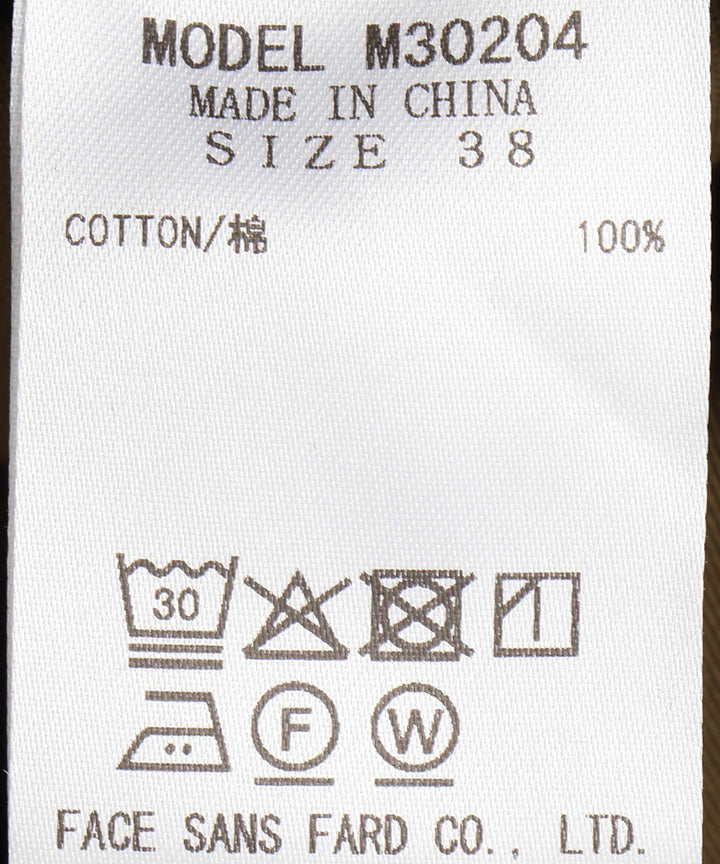 MODEL M30204
MADE IN CHINA
SIZE 38
COTTON/棉 100%
30
F W
FACE SANS FARD CO., LTD.